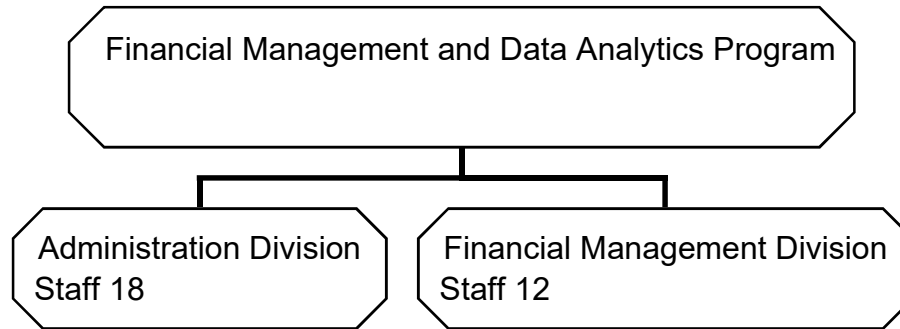 Financial Management and Data Analytics Program
Administration Division
Staff 18
Financial Management Division
Staff 12